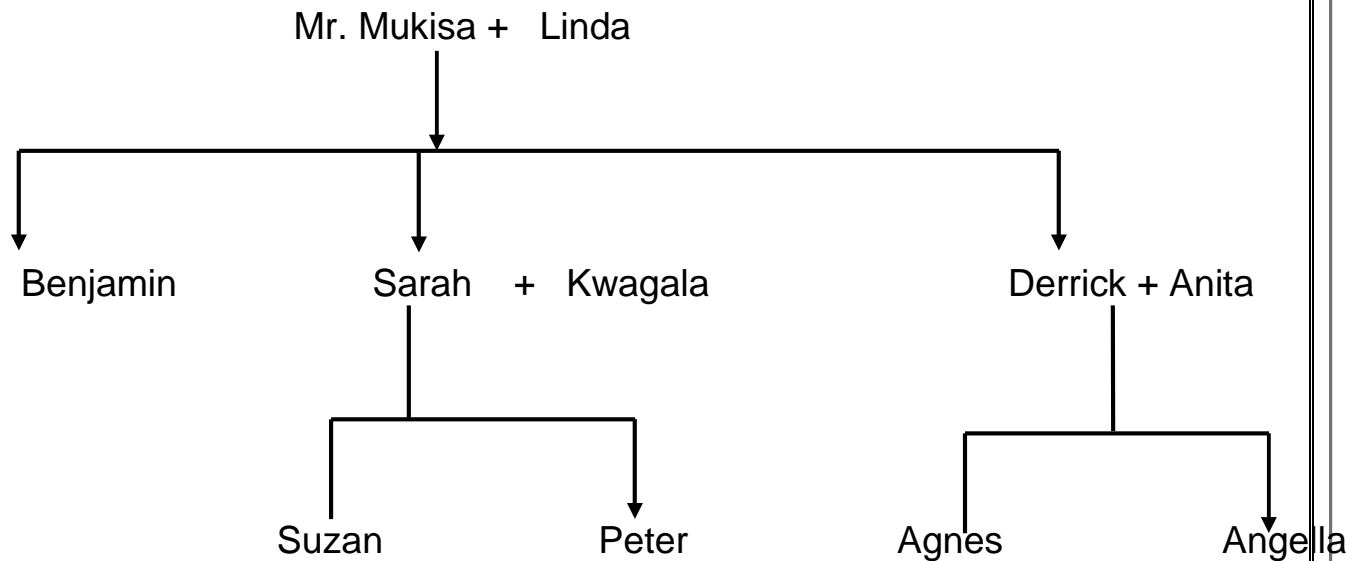 Mr. Mukisa + Linda
Benjamin Sarah + Kwagala Derrick + Anita
Suzan Peter Agnes Angella